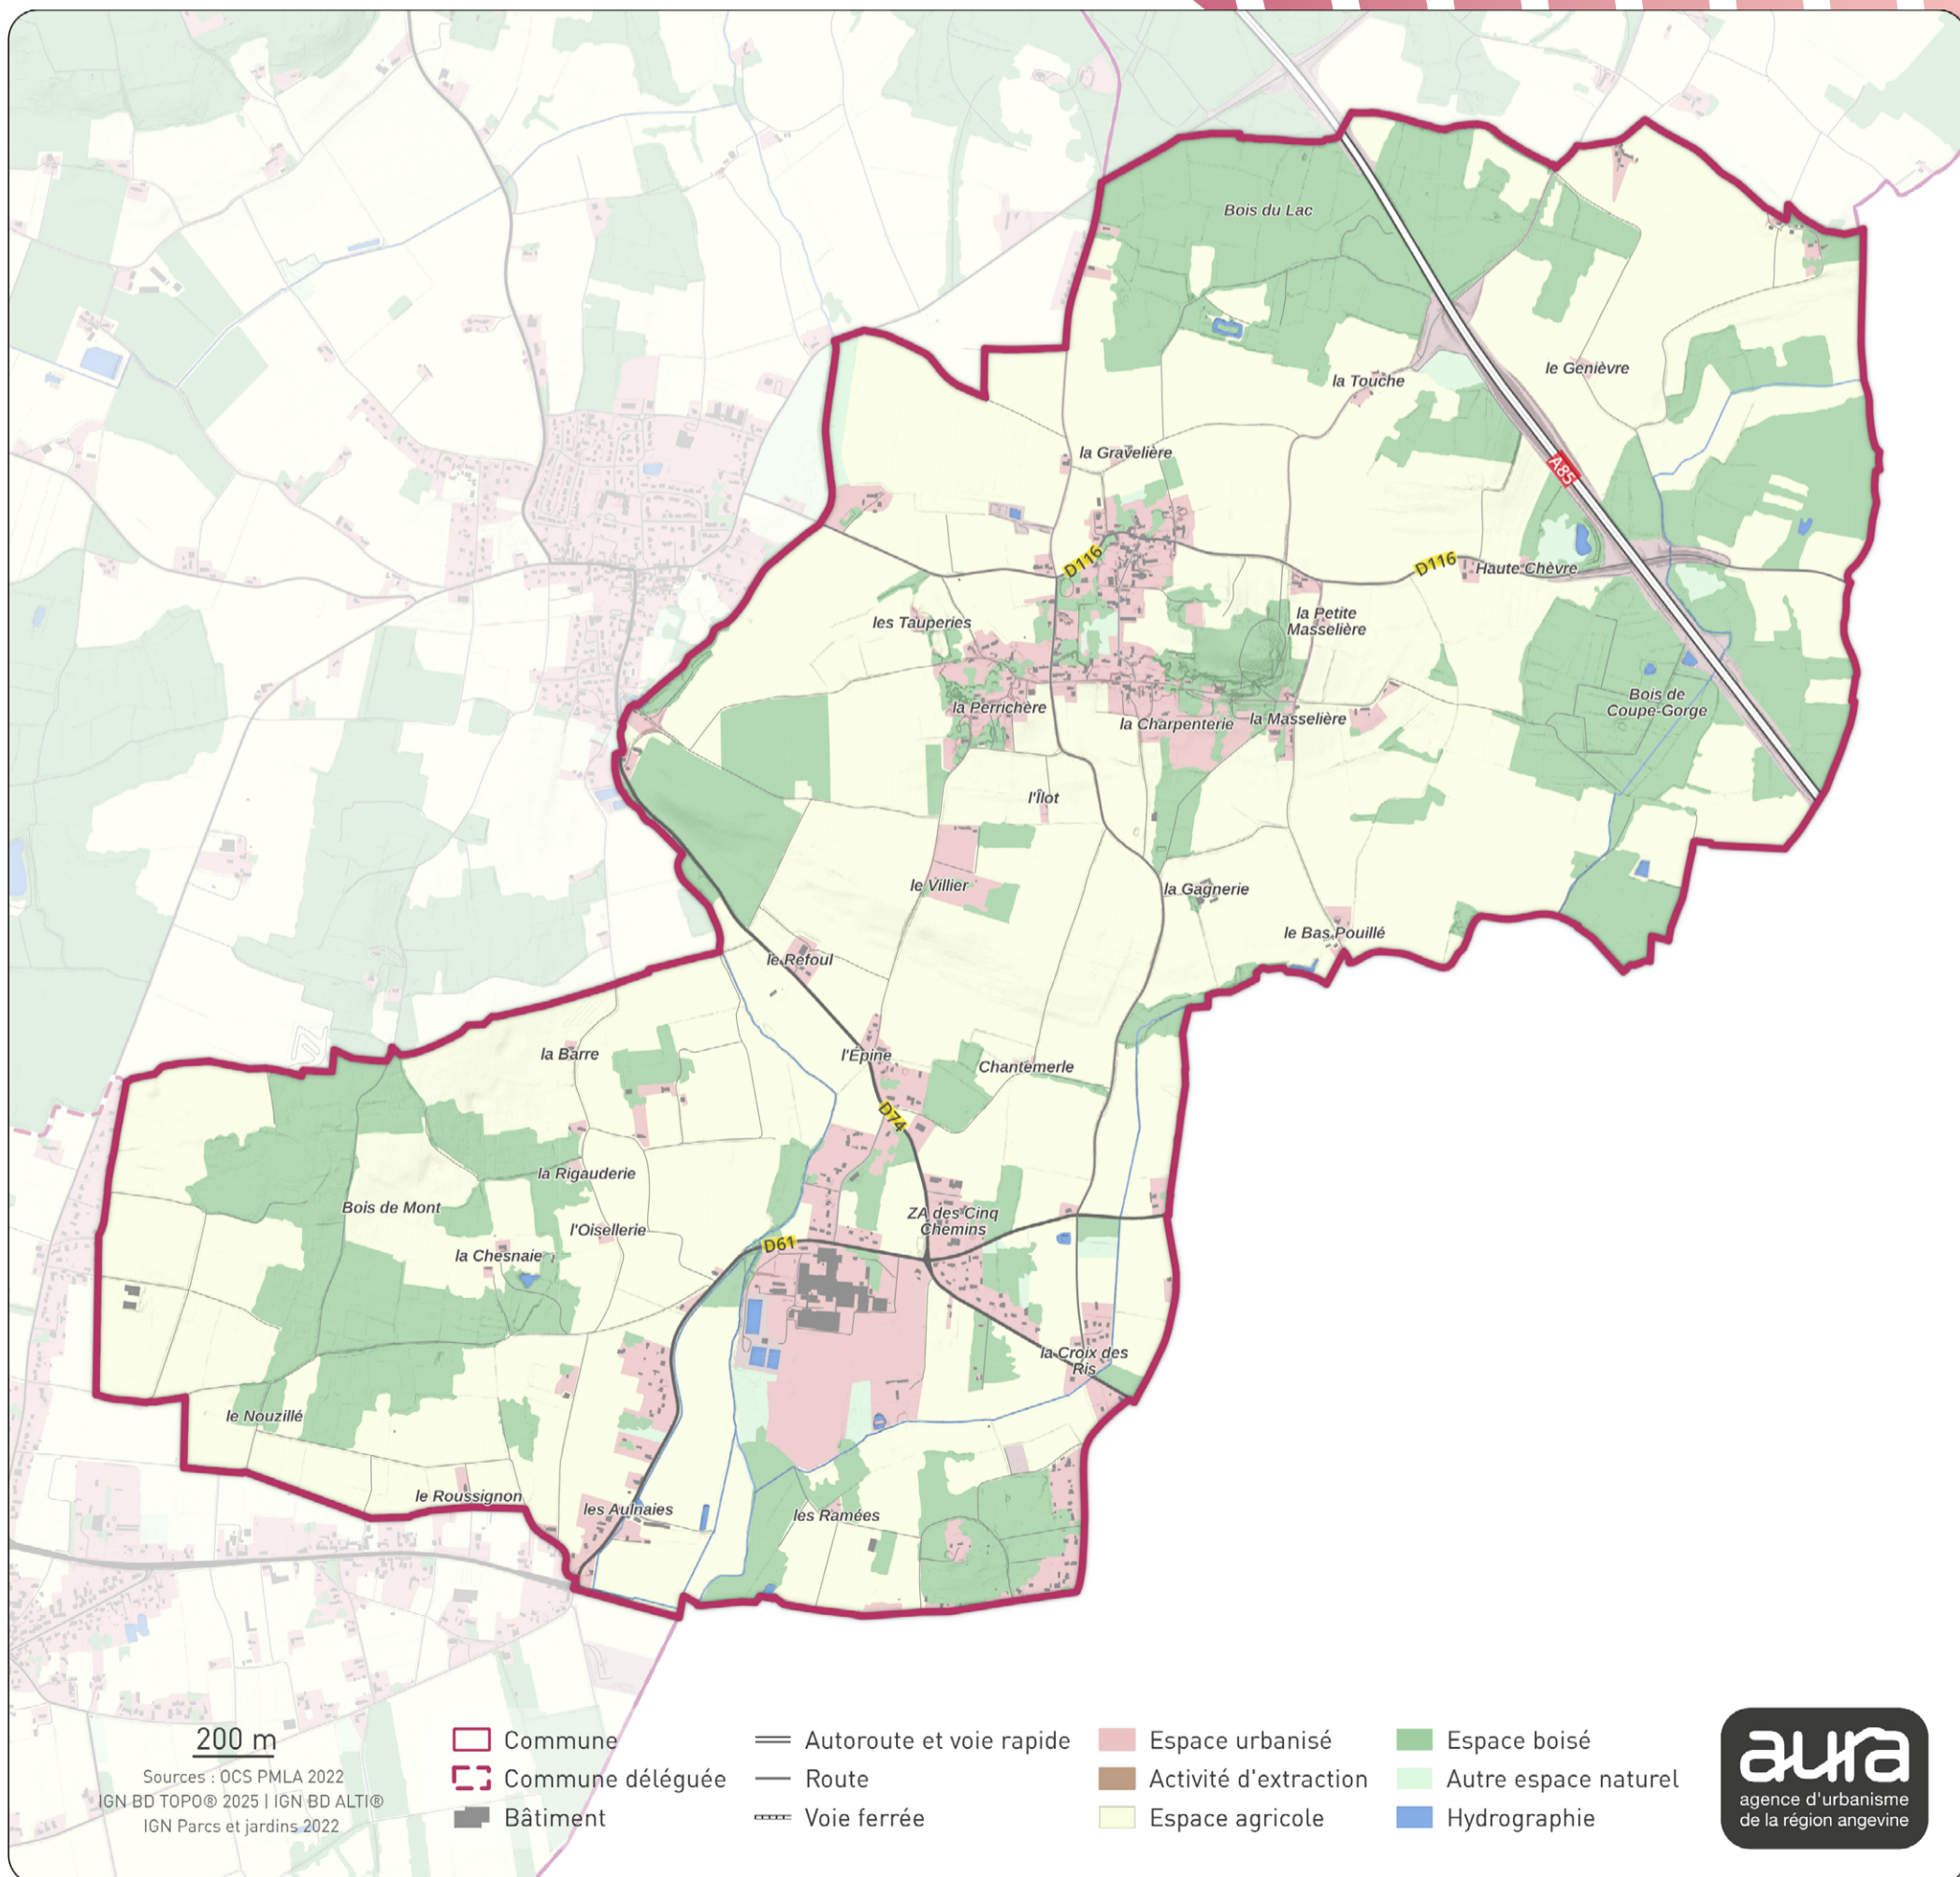 Bois du Lac
le Genièvre
la Touche
la Gravelière
A85
D116
D116
Haute Chèvre
la Petite
Masselière
les Tauperies
Bois de
Coupe-Gorge
la Perrichère
la Charpenterie
la Masselière
l'Îlot
le Villier
la Gagnerie
le Bas Pouillé
le Refoul
la Barre
l'Épine
Chantemerle
D74
la Rigauderie
Bois de Mont
ZA des Cinq
Chemins
l'Oisellerie
D61
la Chesnaie
la Croix des
Ris
le Nouzillé
le Roussignon
les Aulnaies
les Ramées
200 m
Sources : OCS PMLA 2022
IGN BD TOPO® 2025 | IGN BD ALTI®
IGN Parcs et jardins 2022
Commune
Commune déléguée
Bâtiment
Autoroute et voie rapide
Route
Voie ferrée
Espace urbanisé
Activité d'extraction
Espace agricole
Espace boisé
Autre espace naturel
Hydrographie
aura
agence d'urbanisme
de la région angevine